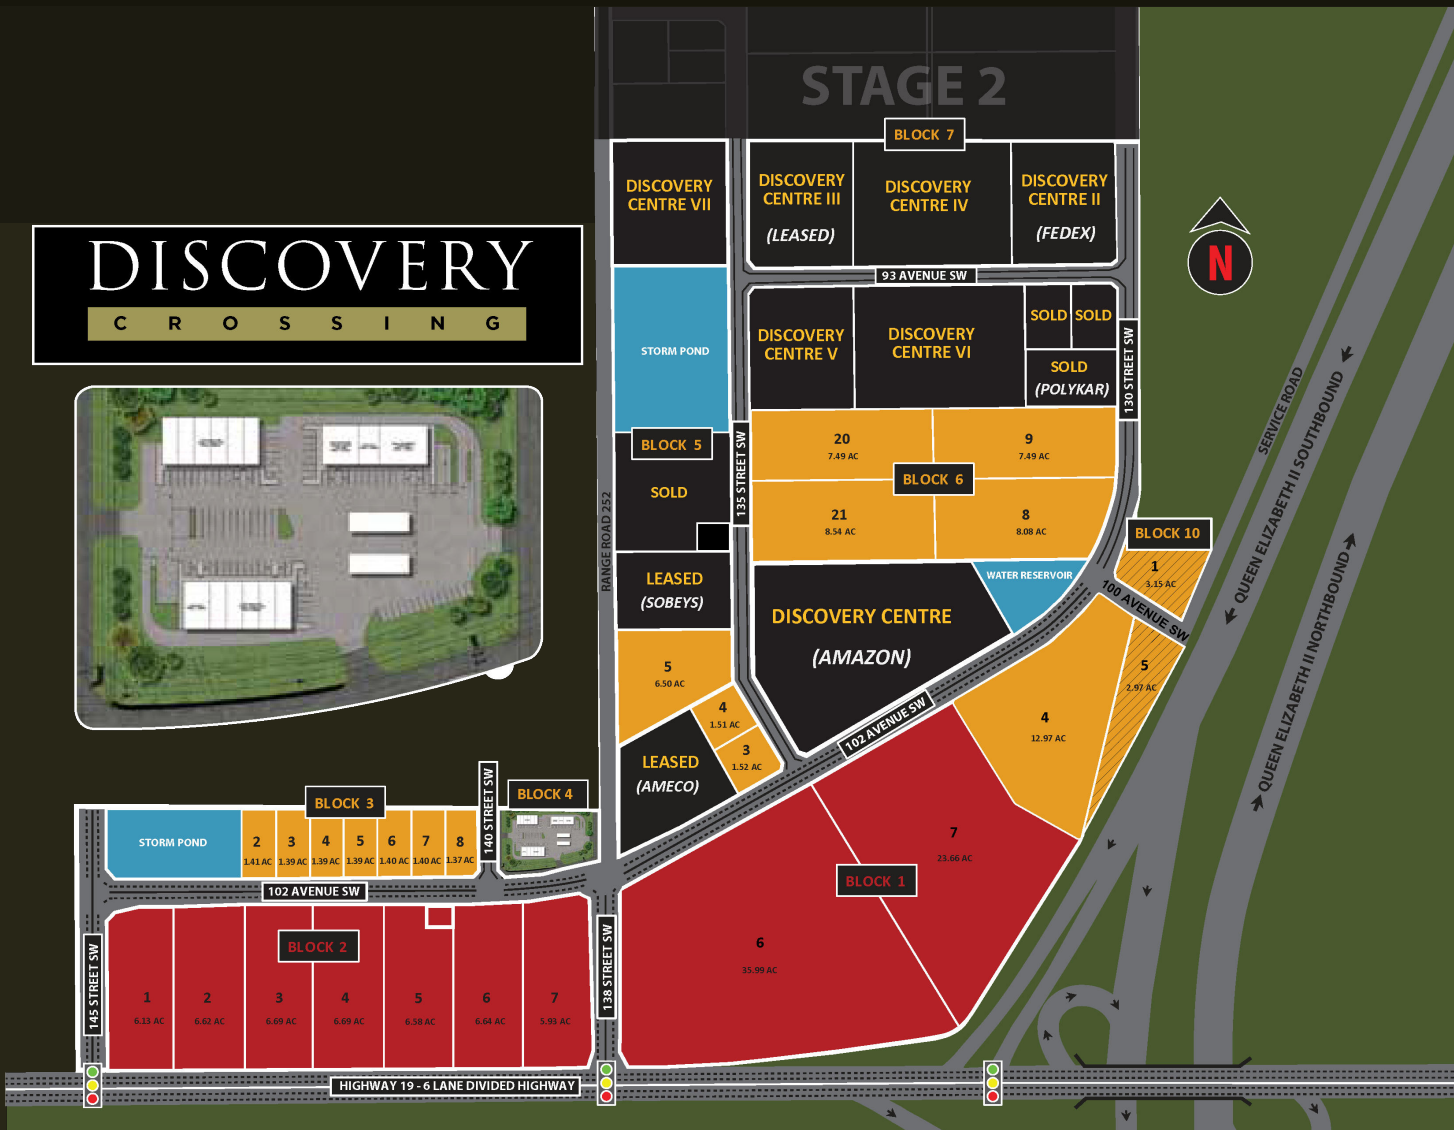 STAGE 2
BLOCK 7
DISCOVERY
CENTRE VII
DISCOVERY
CENTRE III
(LEASED)
DISCOVERY
CENTRE IV
DISCOVERY
CENTRE II
(FEDEX)
N
DISCOVERY
CROSSING
93 AVENUE SW
STORM POND
DISCOVERY
CENTRE V
DISCOVERY
CENTRE VI
SOLD
SOLD
SOLD
(POLYKAR)
130 STREET SW
SERVICE ROAD
QUEEN ELIZABETH II SOUTHBOUND
QUEEN ELIZABETH II NORTHBOUND
BLOCK 5
SOLD
135 STREET SW
RANGE ROAD 252
20
7.49 AC
9
7.49 AC
BLOCK 6
21
8.54 AC
8
8.08 AC
BLOCK 10
1
3.15 AC
100 AVENUE SW
LEASED
(SOBEYS)
WATER RESERVOIR
DISCOVERY CENTRE
(AMAZON)
5
6.50 AC
4
1.51 AC
3
1.52 AC
LEASED
(AMECO)
102 AVENUE SW
4
12.97 AC
5
2.97 AC
BLOCK 3
140 STREET SW
BLOCK 4
STORM POND
2
1.41 AC
3
1.39 AC
4
1.39 AC
5
1.39 AC
6
1.40 AC
7
1.40 AC
8
1.37 AC
102 AVENUE SW
7
23.66 AC
BLOCK 1
6
35.99 AC
BLOCK 2
145 STREET SW
138 STREET SW
1
6.13 AC
2
6.62 AC
3
6.69 AC
4
6.69 AC
5
6.58 AC
6
6.64 AC
7
5.93 AC
HIGHWAY 19 - 6 LANE DIVIDED HIGHWAY